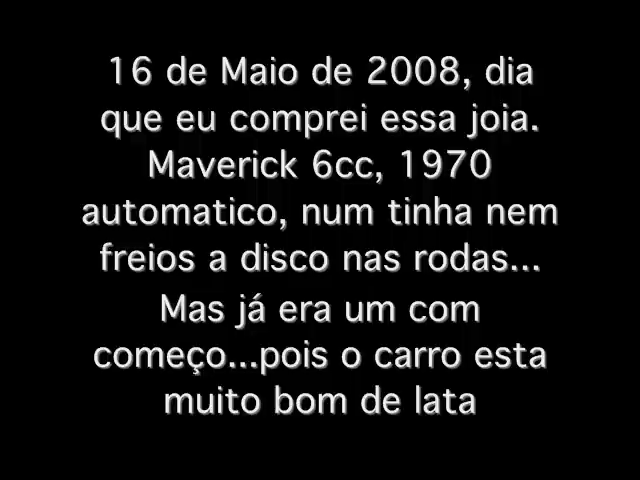 16 de Maio de 2008, dia
que eu comprei essa joia.
Maverick 6cc, 1970
automatico, num tinha nem
freios a disco nas rodas...
Mas já era um com
começo...pois o carro esta
muito bom de lata